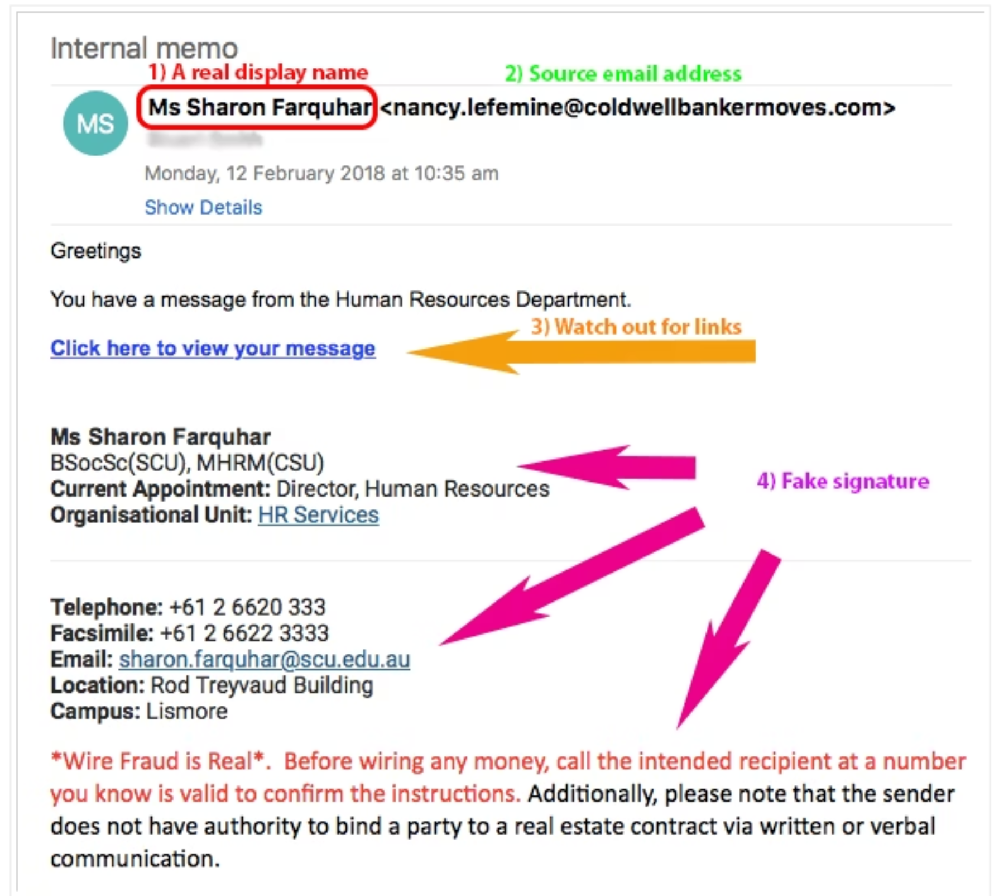 Internal memo
1) A real display name
2) Source email address
MS
Ms Sharon Farquhar <nancy.lefemine@coldwellbankermoves.com>
Monday, 12 February 2018 at 10:35 am
Show Details
Greetings
You have a message from the Human Resources Department.
3) Watch out for links
Click here to view your message
Ms Sharon Farquhar
BSocSc(SCU), MHRM(CSU)
4) Fake signature
Current Appointment: Director, Human Resources
Organisational Unit: HR Services
Telephone: +61 2 6620 333
Facsimile: +61 2 6622 3333
Email: sharon.farquhar@scu.edu.au
Location: Rod Treyvaud Building
Campus: Lismore
*Wire Fraud is Real*.  Before wiring any money, call the intended recipient at a number
you know is valid to confirm the instructions. Additionally, please note that the sender
does not have authority to bind a party to a real estate contract via written or verbal
communication.